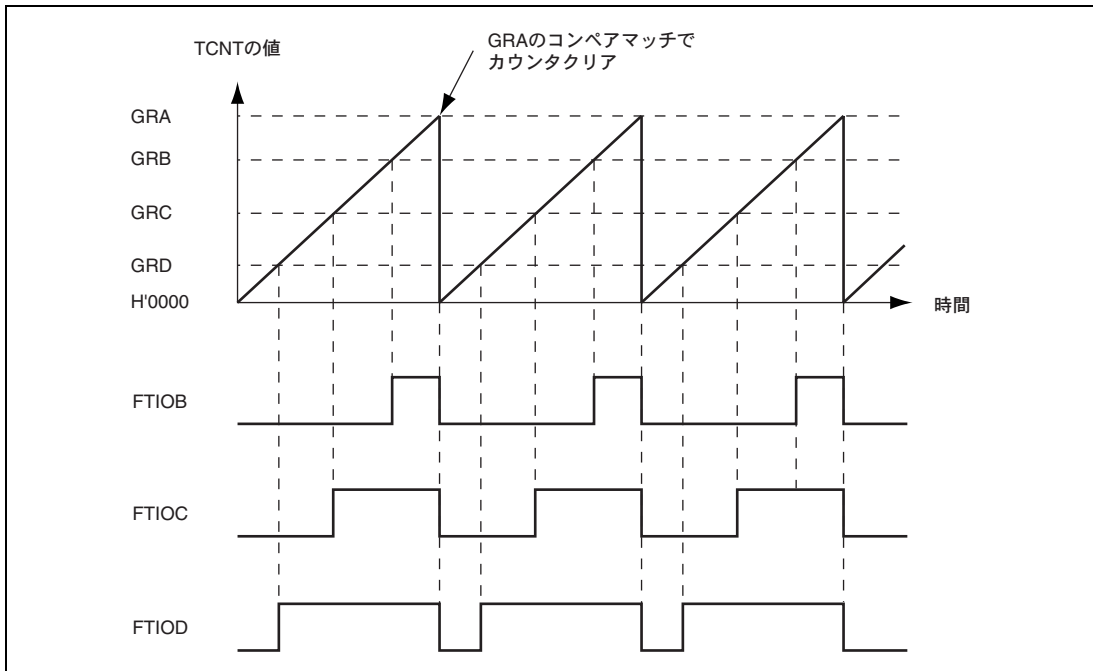 TCNTの値
GRAのコンペアマッチで
カウンタクリア
GRA
GRB
GRC
GRD
H'0000
時間
FTIOB
FTIOC
FTIOD